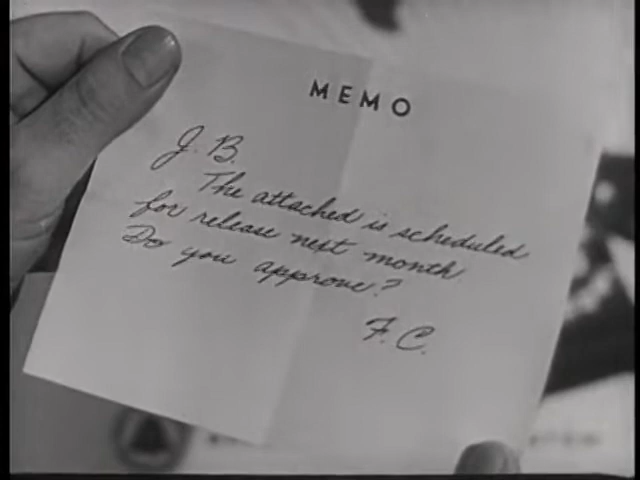 MEMO
J. B.
The attached is scheduled
for release next month.
Do you approve?
F. C.